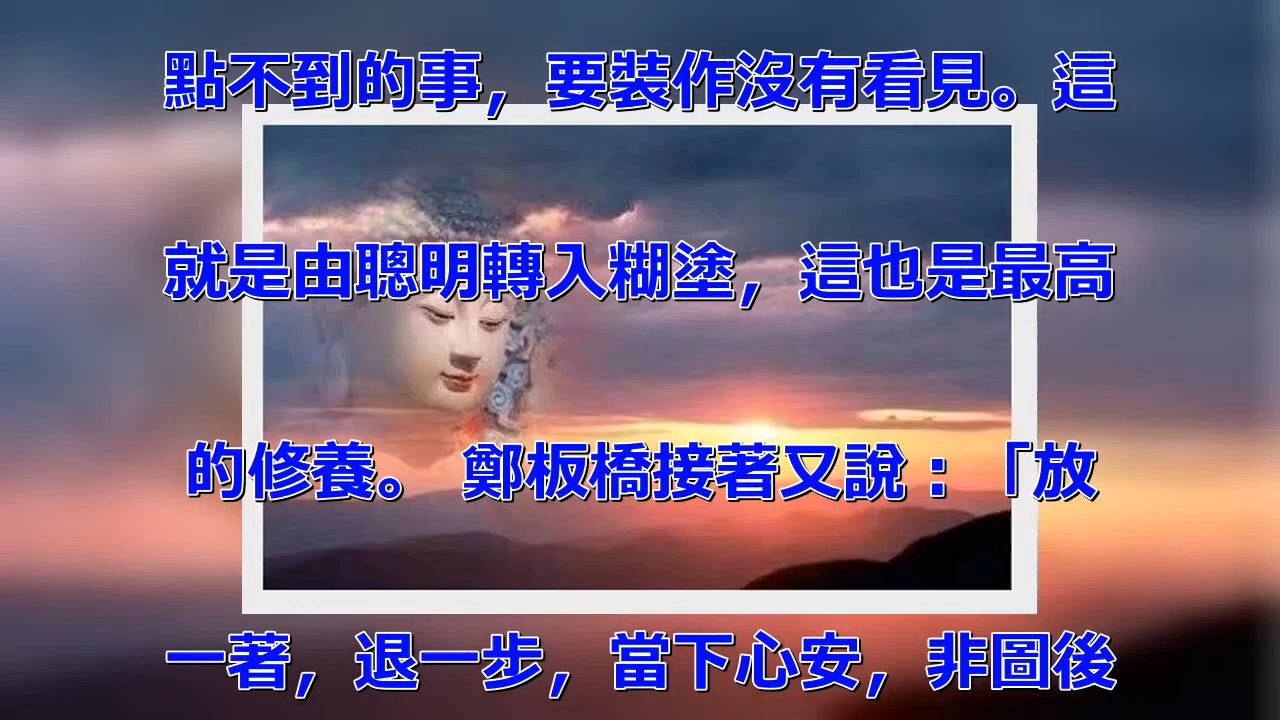 點不到的事，要裝作沒有看見。這
就是由聰明轉入糊塗，這也是最高
的修養。 鄭板橋接著又說：「放
一著，退一步，當下心安，非圖後